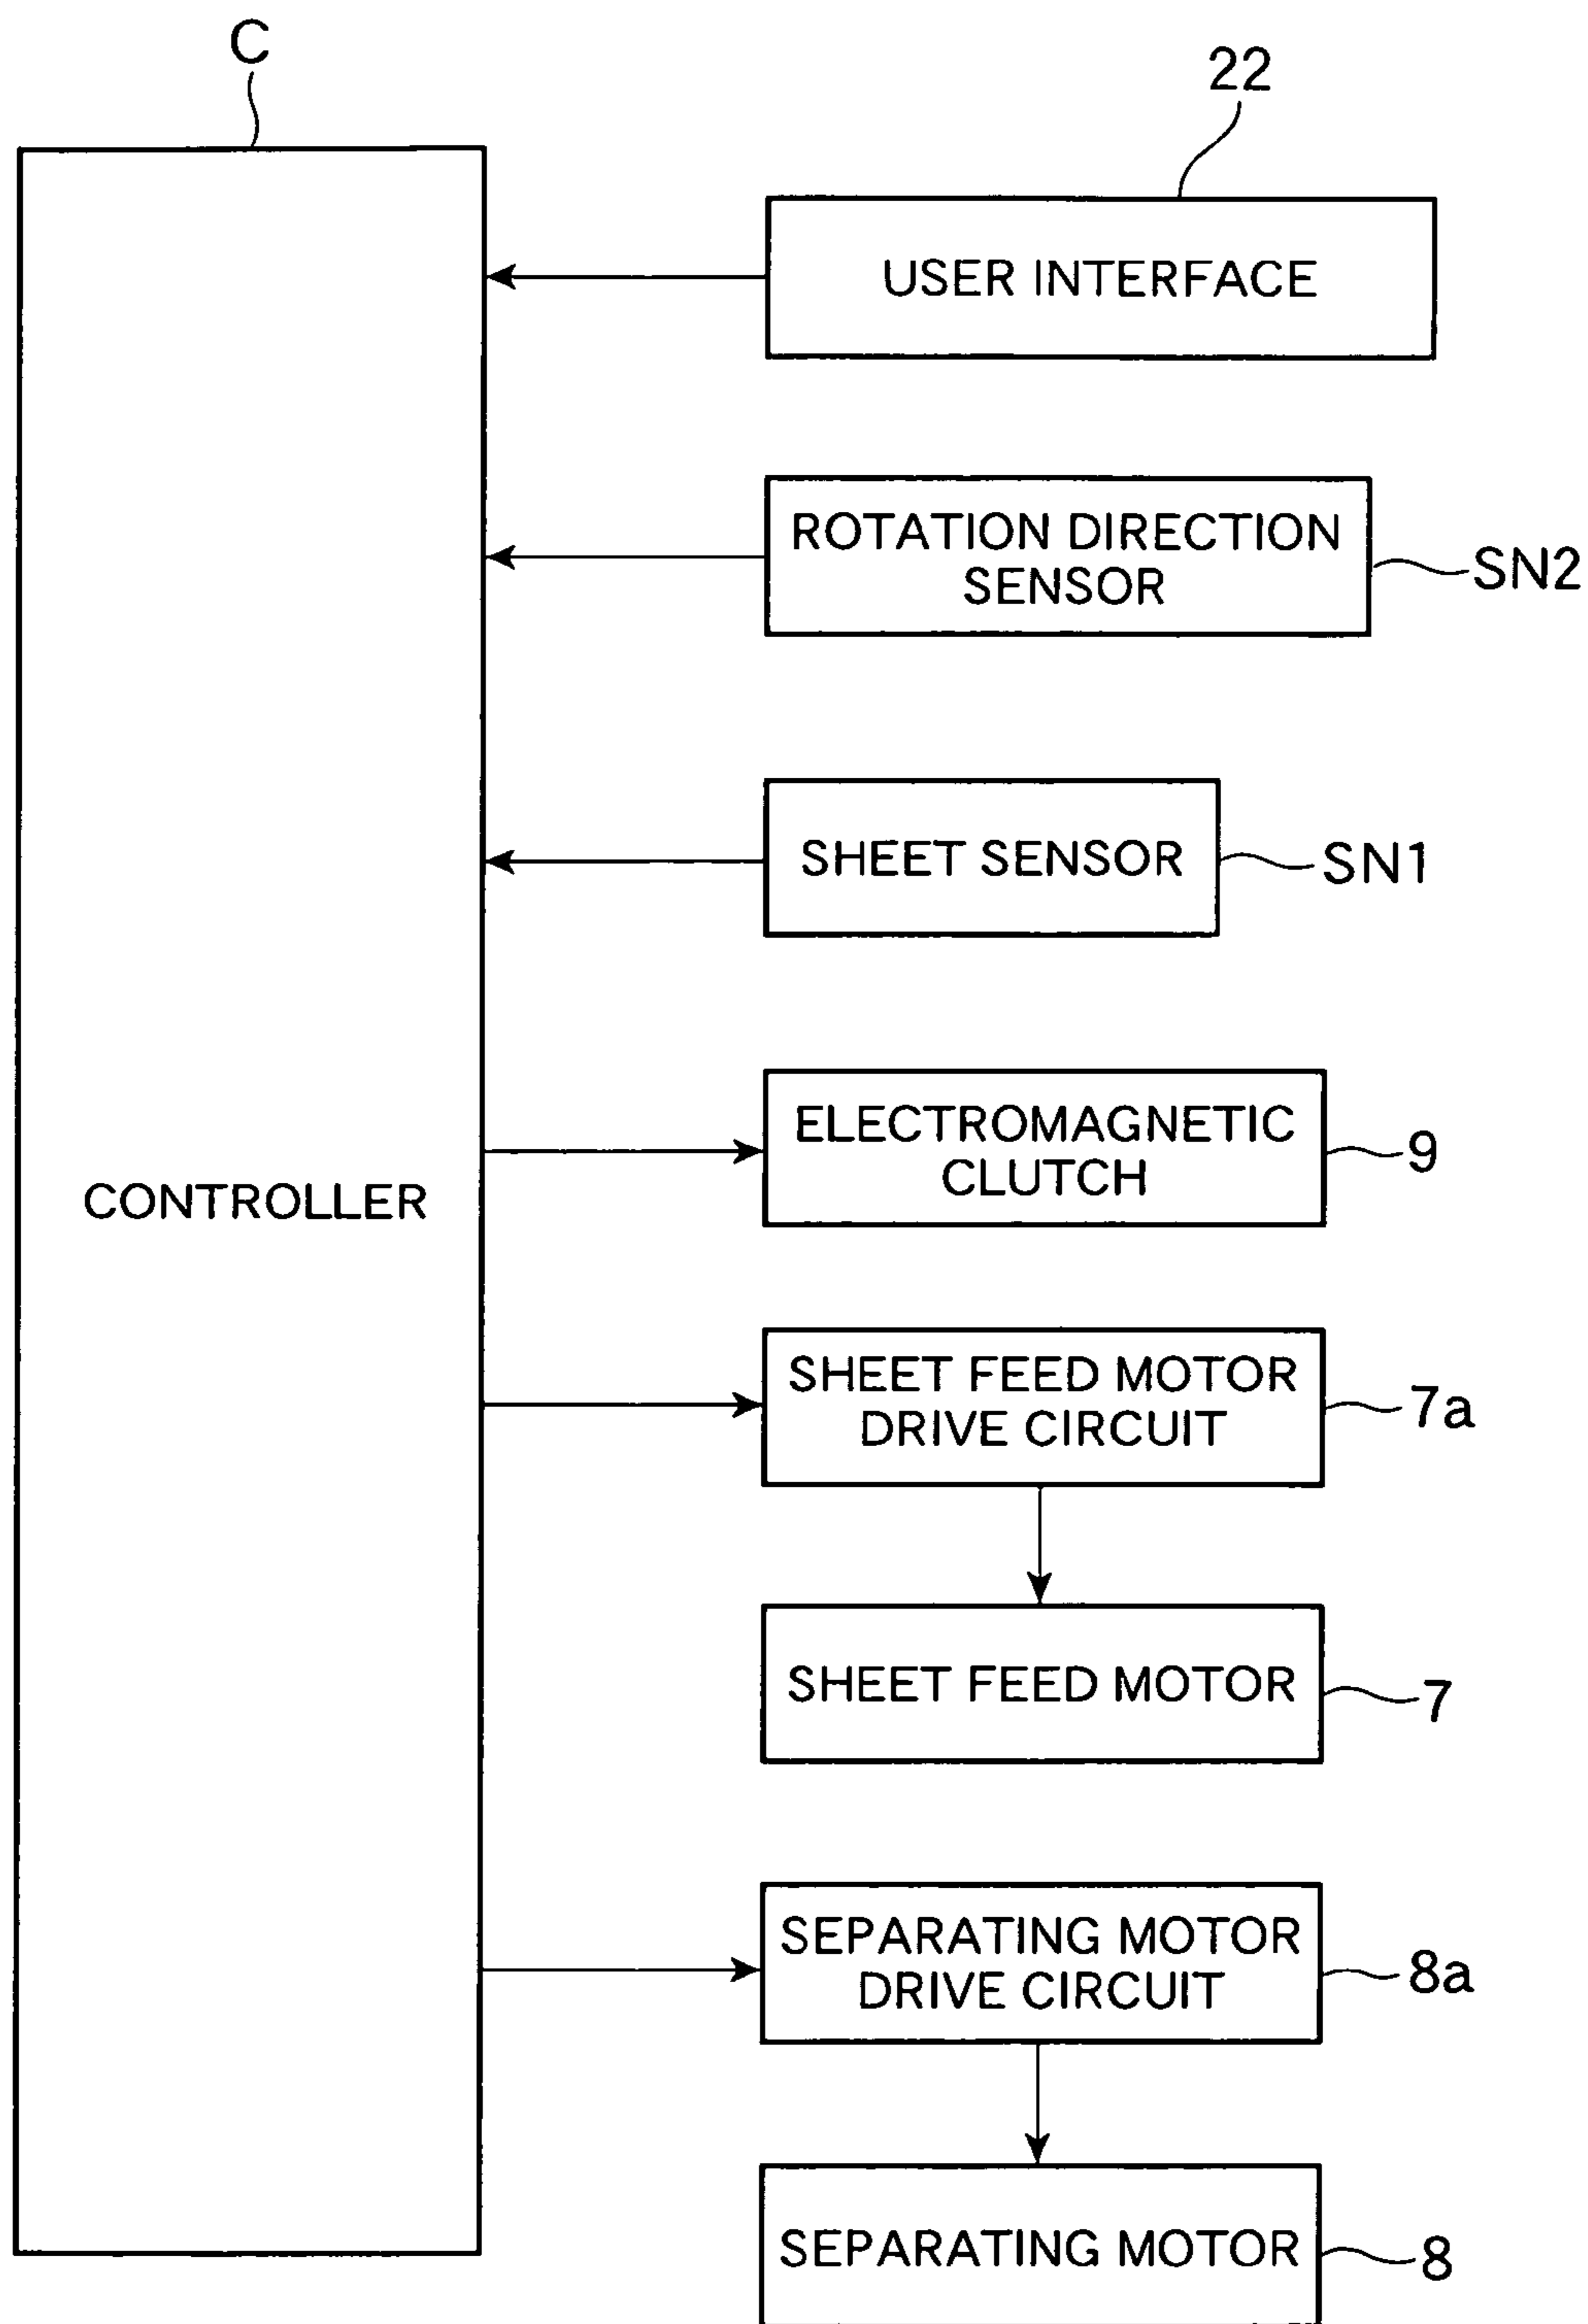 C
22
USER INTERFACE
ROTATION DIRECTION
SENSOR
SN2
SHEET SENSOR
SN1
ELECTROMAGNETIC
CLUTCH
9
CONTROLLER
SHEET FEED MOTOR
DRIVE CIRCUIT
7a
SHEET FEED MOTOR
7
SEPARATING MOTOR
DRIVE CIRCUIT
8a
SEPARATING MOTOR
8